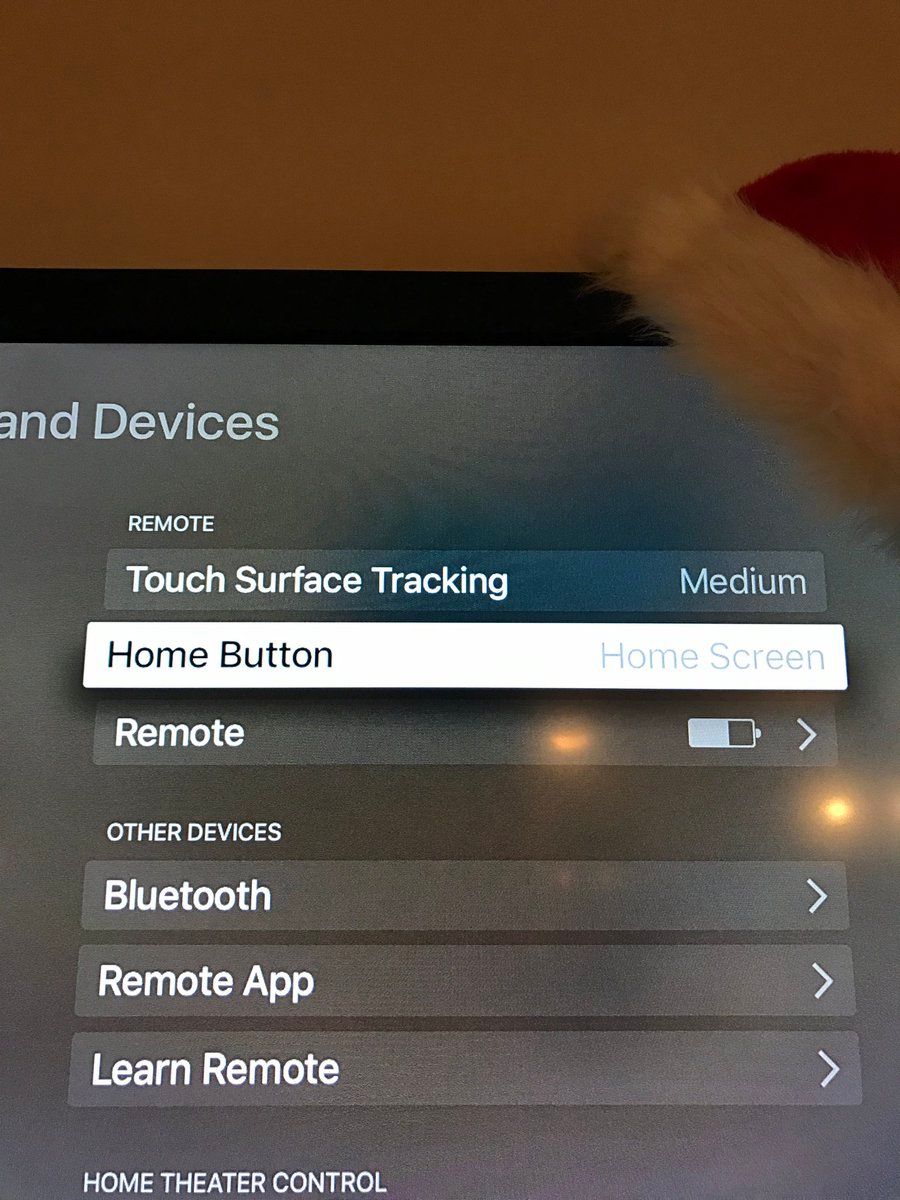 and Devices
REMOTE
Touch Surface Tracking Medium
Home Button Home Screen
Remote
OTHER DEVICES
Bluetooth
Remote App
Learn Remote
HOME THEATER CONTROL